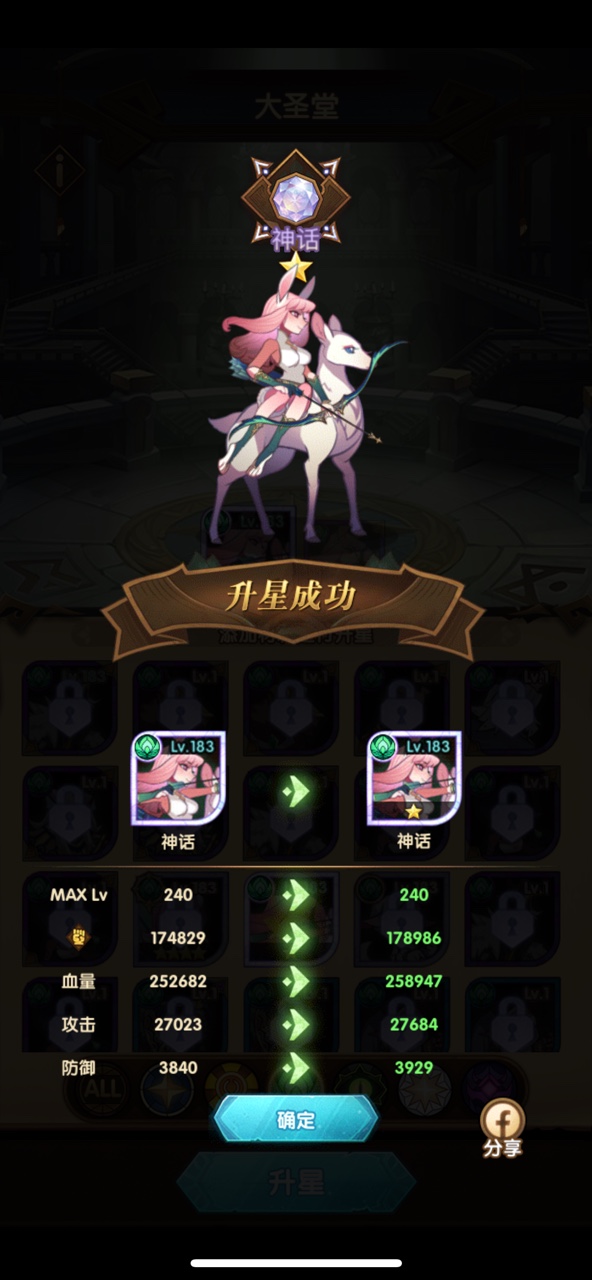 大圣堂
神话
升星成功
Lv.183 Lv.183
神话 神话
MAX Lv 240 240
174829 178986
血量 252682 258947
攻击 27023 27684
防御 3840 3929
ALL
确定
分享
升星